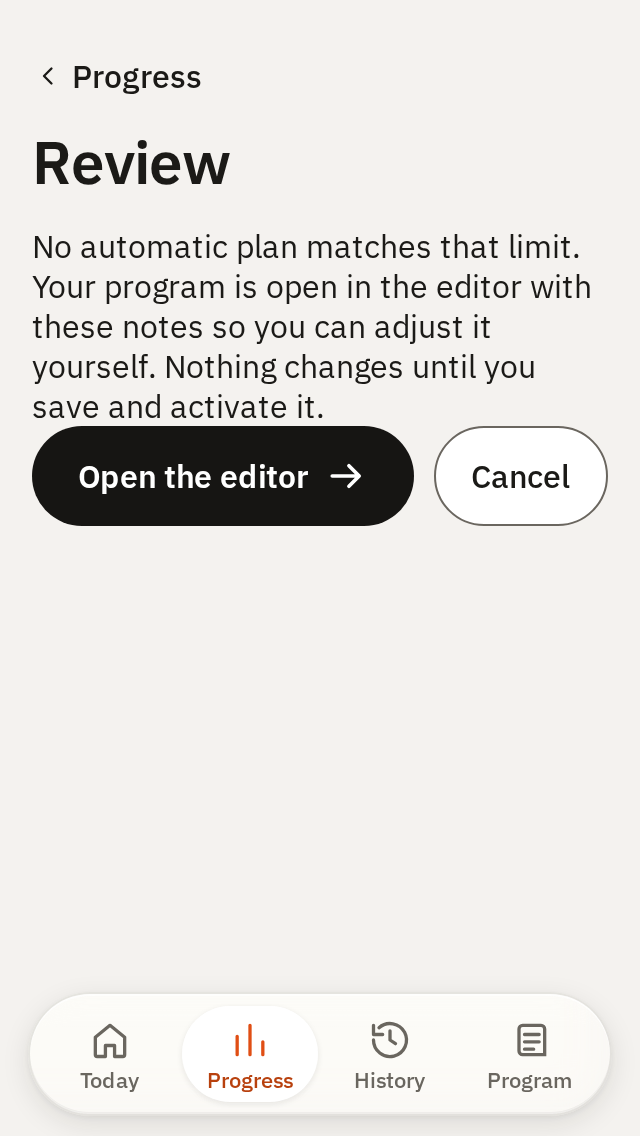 Progress
Review
No automatic plan matches that limit.
Your program is open in the editor with
these notes so you can adjust it
yourself. Nothing changes until you
save and activate it.
Open the editor
Cancel
Today
Progress
History
Program